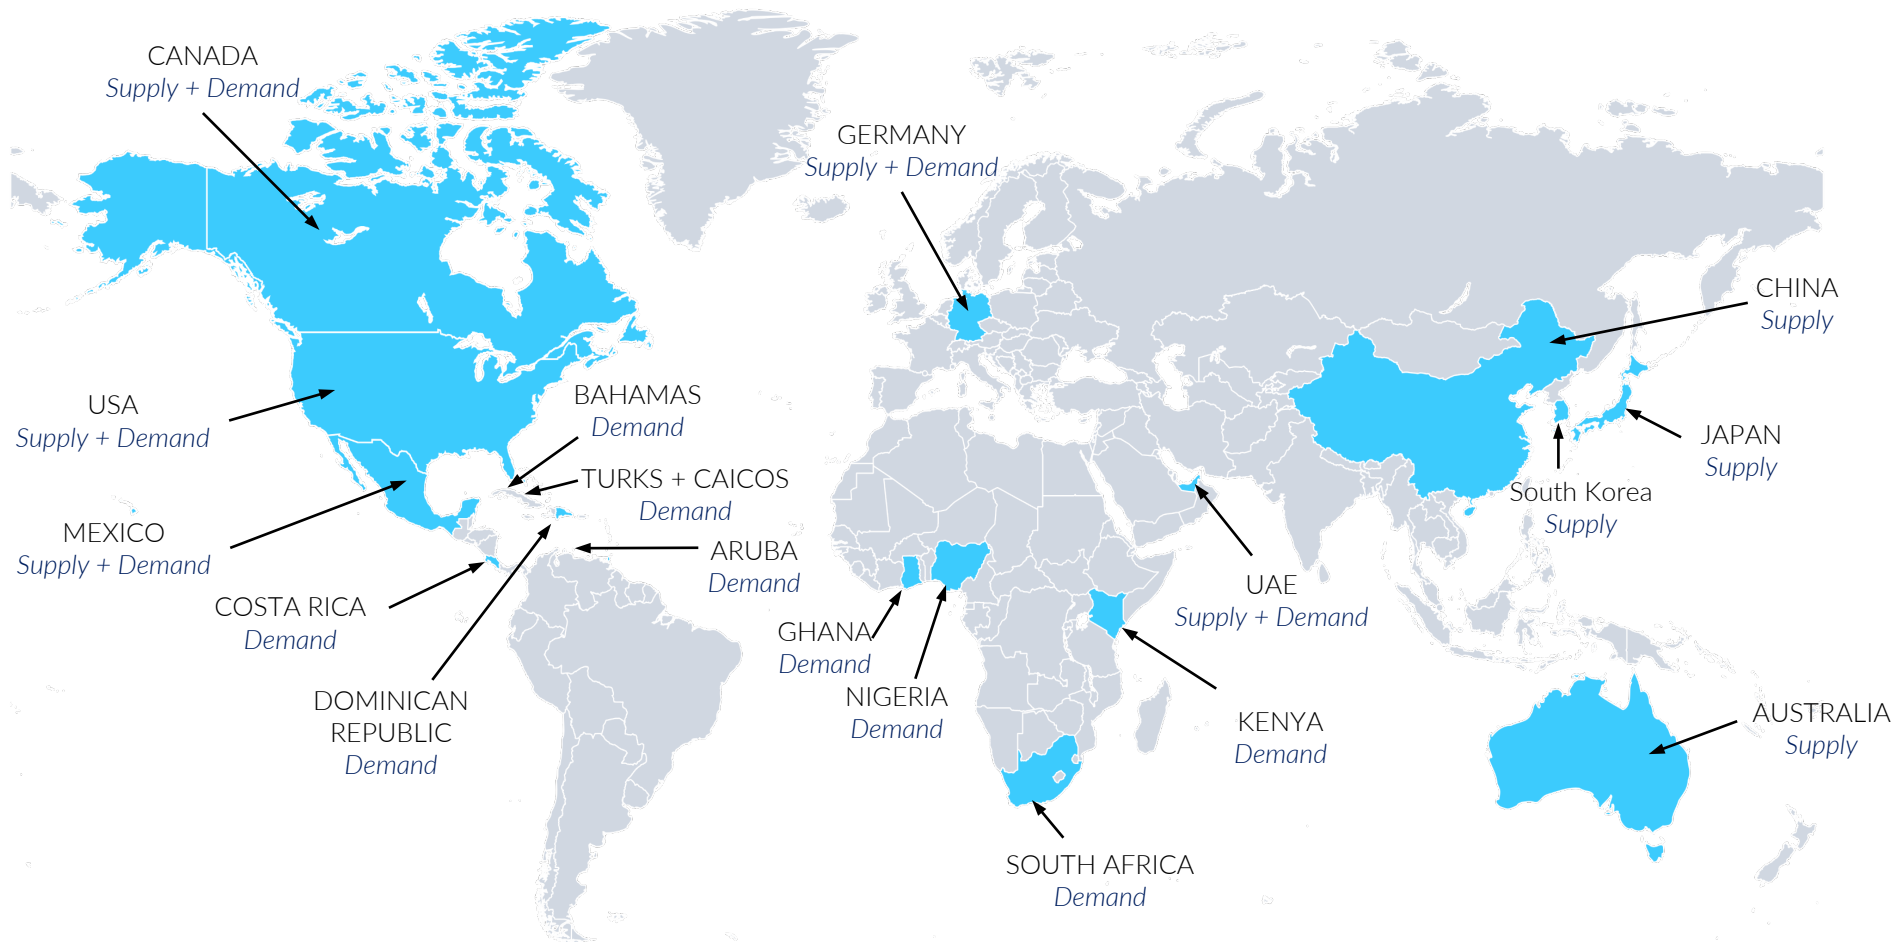 CANADA
Supply + Demand
GERMANY
Supply + Demand
CHINA
Supply
USA
Supply + Demand
BAHAMAS
Demand
TURKS + CAICOS
Demand
JAPAN
Supply
South Korea
Supply
MEXICO
Supply + Demand
ARUBA
Demand
COSTA RICA
Demand
UAE
Supply + Demand
GHANA
Demand
DOMINICAN
REPUBLIC
Demand
NIGERIA
Demand
KENYA
Demand
AUSTRALIA
Supply
SOUTH AFRICA
Demand